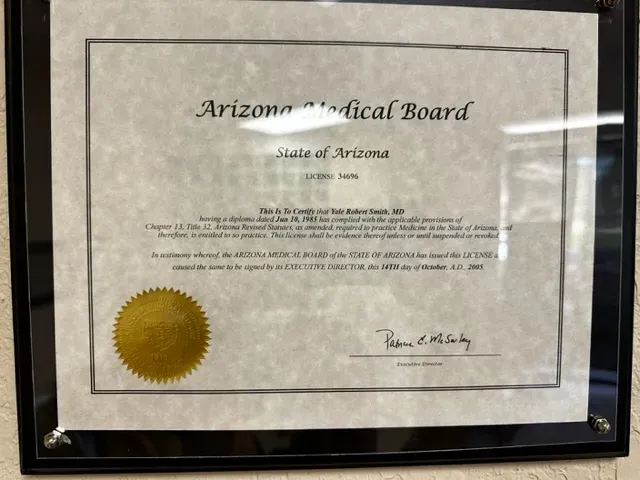 Arizona Medical Board
State of Arizona
LICENSE 34696
This Is To Certify that Yale Robert Smith, MD
having a diploma dated Jun 10, 1985 has complied with the applicable provisions of
Chapter 13, Title 32, Arizona Revised Statues, as amended, required to practice Medicine in the State of Arizona, and
therefore, is entitled to so practice. This license shall be evidence thereof unless or until suspended or revoked.
In testimony whereof, the ARIZONA MEDICAL BOARD of the STATE OF ARIZONA has issued this LICENSE
caused the same to be signed by its EXECUTIVE DIRECTOR, this 14TH day of October, A.D., 2005.
Executive Director